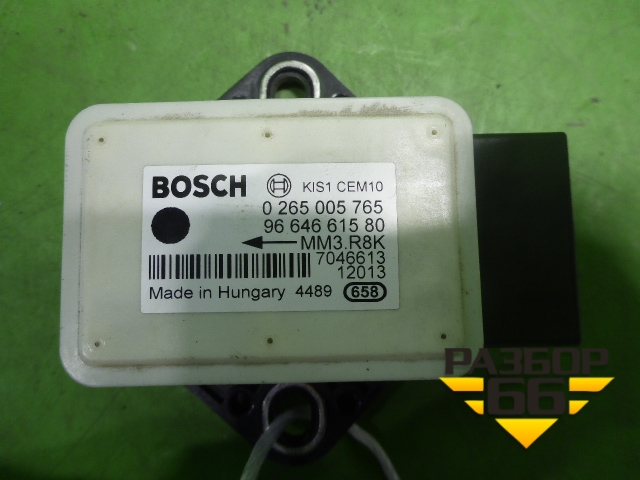 BOSCH KIS1 CEM10
0 265 005 765
96 646 615 80
MM3.R8K
7046613
12013
Made in Hungary 4489 658
РАЗБОР
66